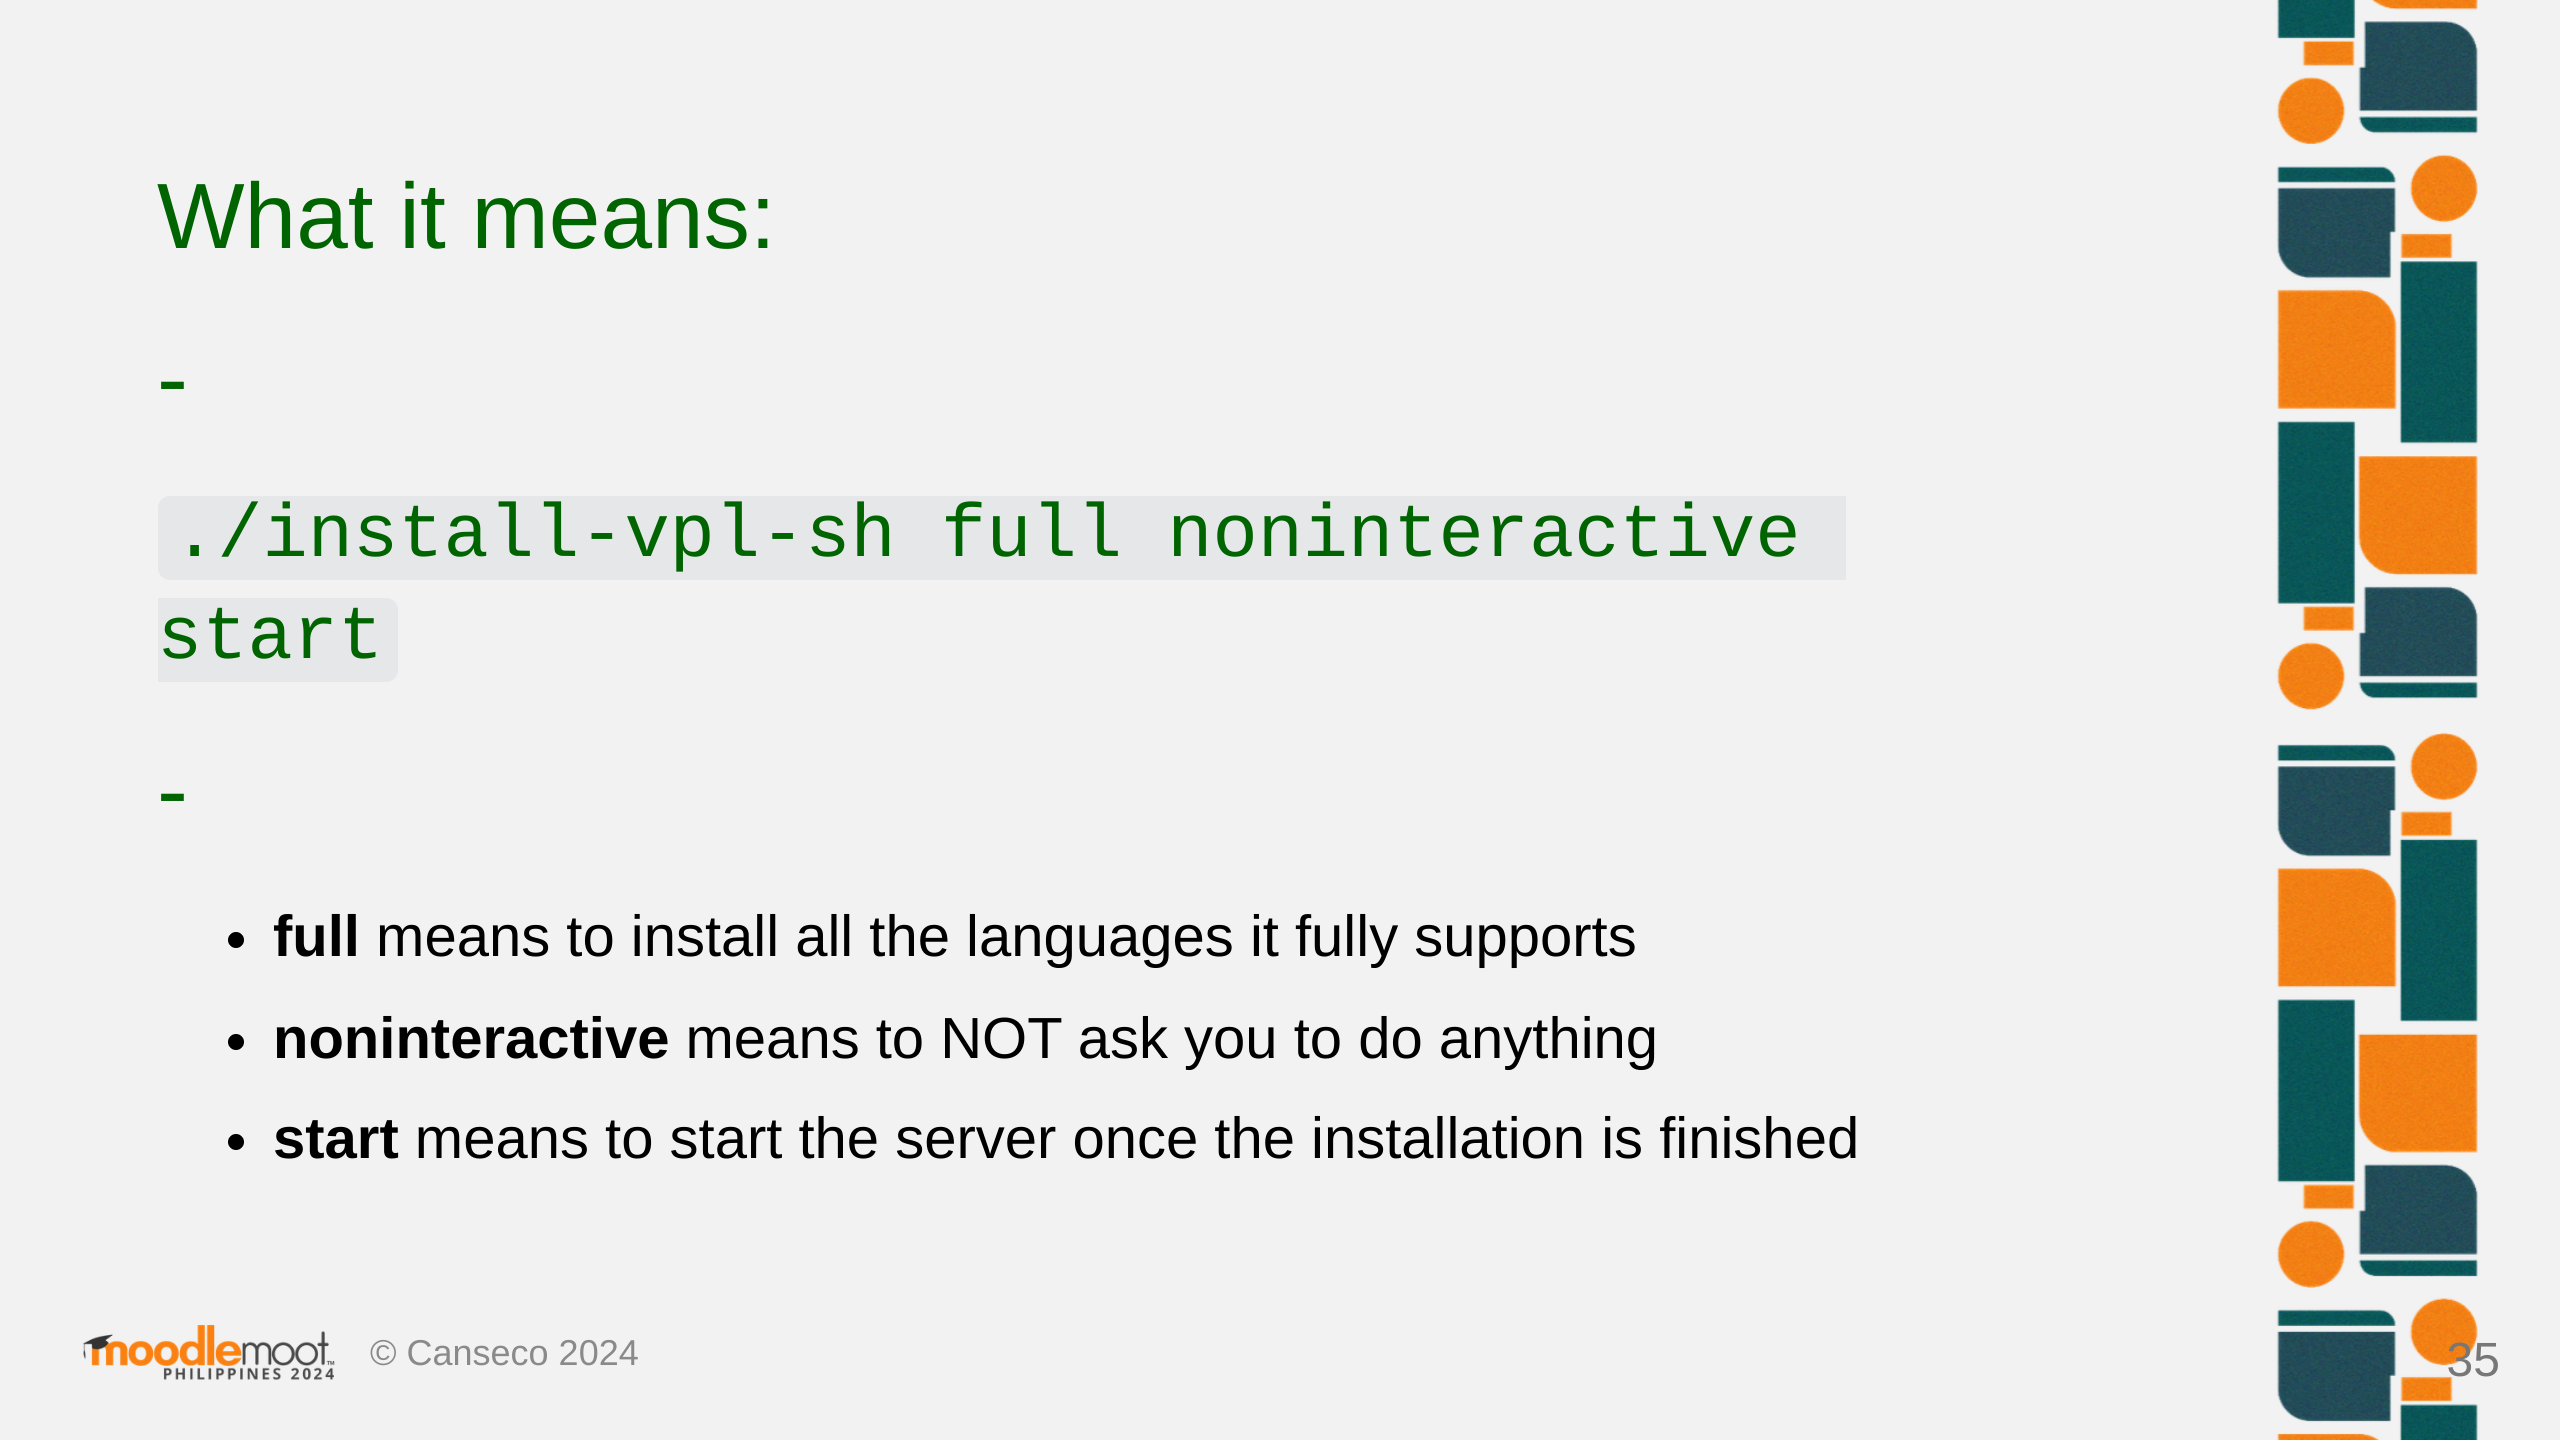 What it means:
-
./install-vpl-sh full noninteractive
start
-
• full means to install all the languages it fully supports
• noninteractive means to NOT ask you to do anything
• start means to start the server once the installation is finished
moodlemoot™
PHILIPPINES 2024
© Canseco 2024
35